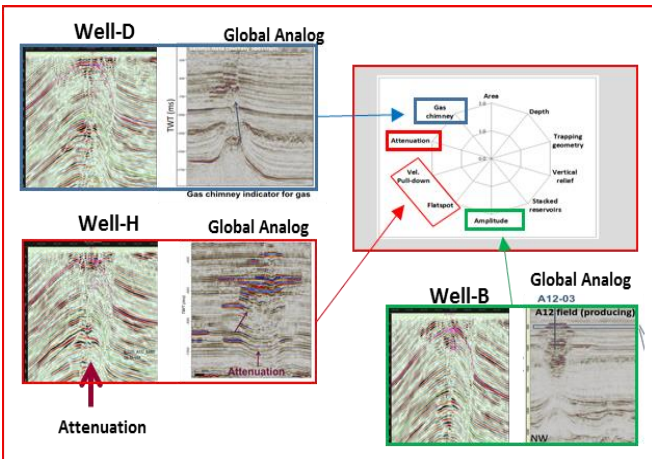 Well-D
Global Analog
TWT (ms)
Gas chimney indicator for gas
Area
Depth
Trapping
geometry
Vertical
relief
Stacked
reservoirs
Amplitude
Flatspot
Vel.
Pull-down
Attenuation
Gas
chimney
Well-H
Global Analog
TWT (ms)
Attenuation
Attenuation
Well-B
Global Analog
A12-03
A12 field (producing)
NW